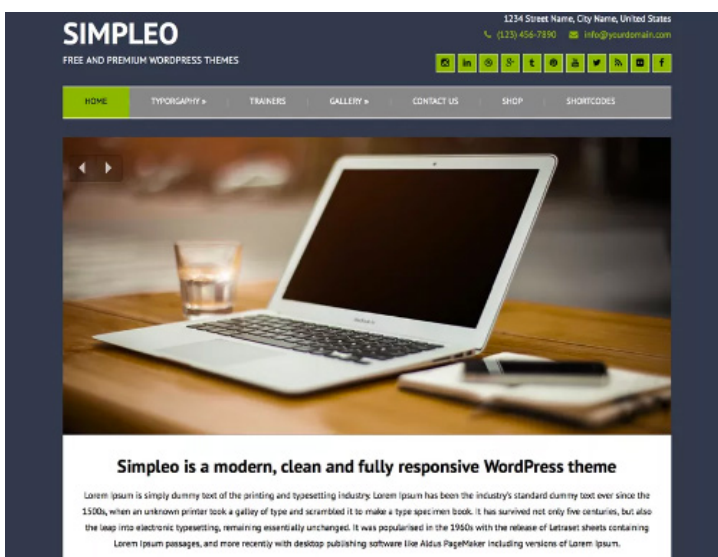 1234 Street Name, City Name, United States
SIMPLEO
(123) 456-7890 info@yourdomain.com
FREE AND PREMIUM WORDPRESS THEMES
HOME TYPORGAPHY » TRAINERS GALLERY » CONTACT US SHOP SHORTCODES
Simpleo is a modern, clean and fully responsive WordPress theme
Lorem Ipsum is simply dummy text of the printing and typesetting industry. Lorem Ipsum has been the industry's standard dummy text ever since the
1500s, when an unknown printer took a galley of type and scrambled it to make a type specimen book. It has survived not only five centuries, but also
the leap into electronic typesetting, remaining essentially unchanged. It was popularised in the 1960s with the release of Letraset sheets containing
Lorem Ipsum passages, and more recently with desktop publishing software like Aldus PageMaker including versions of Lorem Ipsum.